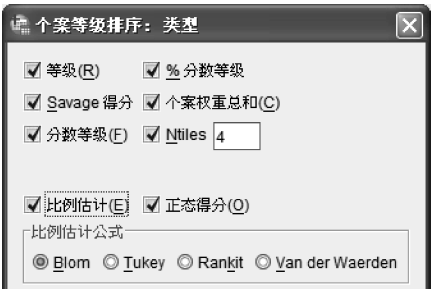 个案等级排序：类型
等级(R) % 分数等级
Savage 得分 个案权重总和(C)
分数等级(F) Ntiles 4
比例估计(E) 正态得分(O)
比例估计公式
Blom Tukey Rankit Van der Waerden